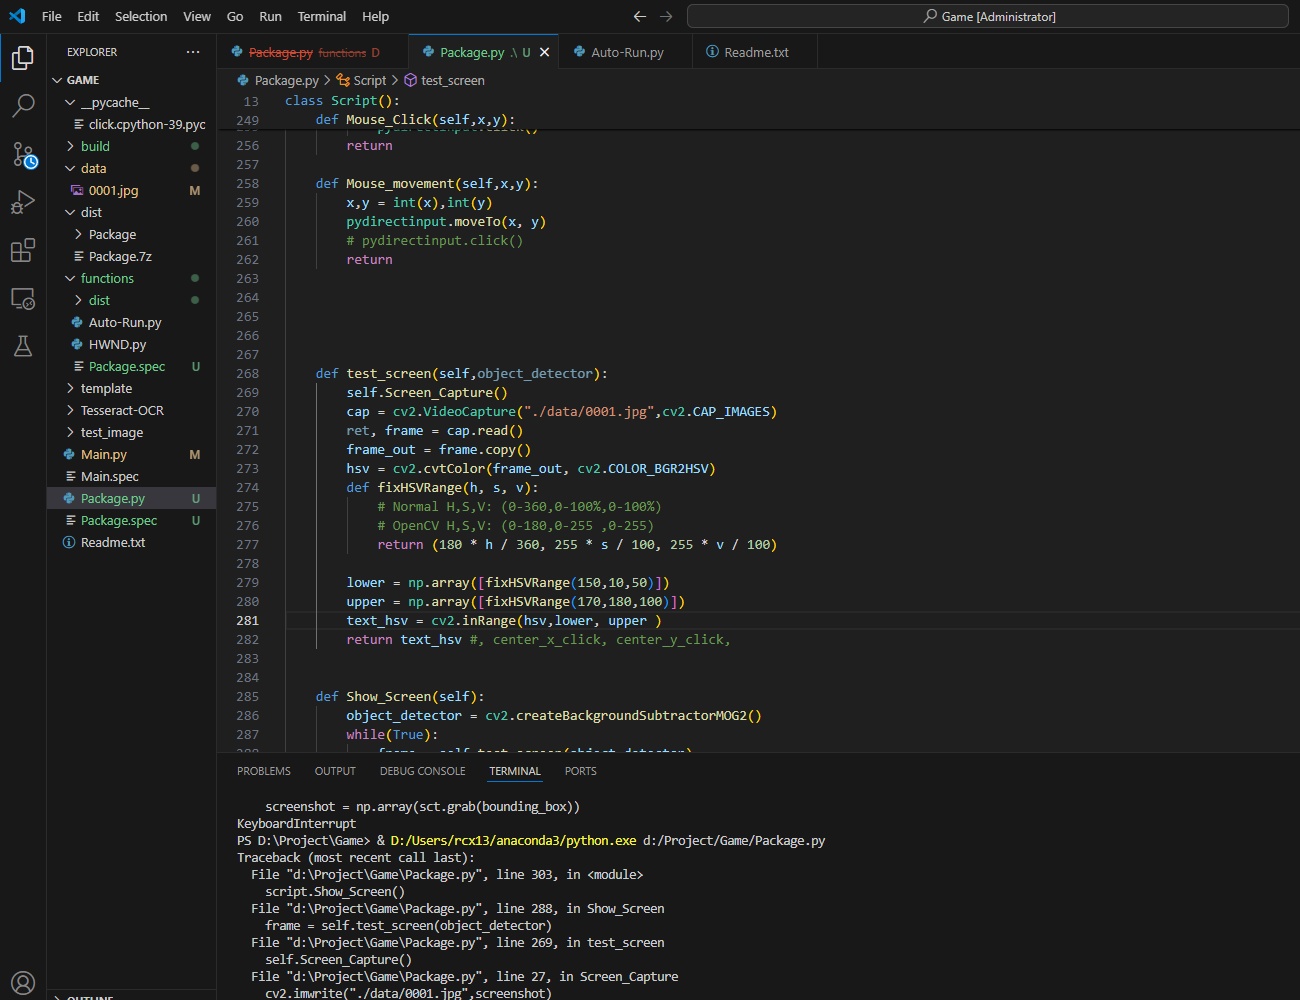 File Edit Selection View Go Run Terminal Help
Game [Administrator]
EXPLORER ···
GAME
__pycache__
click.cpython-39.pyc
build
data
0001.jpg M
dist
Package
Package.7z
functions
dist
Auto-Run.py
HWND.py
Package.spec U
template
Tesseract-OCR
test_image
Main.py M
Main.spec
Package.py U
Package.spec U
Readme.txt
OUTLINE
Package.py functions D
Package.py .\ U
Auto-Run.py
Readme.txt
Package.py > Script > test_screen
13 class Script():
249 def Mouse_Click(self,x,y):
255 pydirectinput.click()
256 return
257
258 def Mouse_movement(self,x,y):
259 x,y = int(x),int(y)
260 pydirectinput.moveTo(x, y)
261 # pydirectinput.click()
262 return
263
264
265
266
267
268 def test_screen(self,object_detector):
269 self.Screen_Capture()
270 cap = cv2.VideoCapture("./data/0001.jpg",cv2.CAP_IMAGES)
271 ret, frame = cap.read()
272 frame_out = frame.copy()
273 hsv = cv2.cvtColor(frame_out, cv2.COLOR_BGR2HSV)
274 def fixHSVRange(h, s, v):
275 # Normal H,S,V: (0-360,0-100%,0-100%)
276 # OpenCV H,S,V: (0-180,0-255 ,0-255)
277 return (180 * h / 360, 255 * s / 100, 255 * v / 100)
278
279 lower = np.array([fixHSVRange(150,10,50)])
280 upper = np.array([fixHSVRange(170,180,100)])
281 text_hsv = cv2.inRange(hsv,lower, upper )
282 return text_hsv #, center_x_click, center_y_click,
283
284
285 def Show_Screen(self):
286 object_detector = cv2.createBackgroundSubtractorMOG2()
287 while(True):
288 frame = self.test_screen(object_detector)
PROBLEMS OUTPUT DEBUG CONSOLE TERMINAL PORTS
screenshot = np.array(sct.grab(bounding_box))
KeyboardInterrupt
PS D:\Project\Game> & D:/Users/rcx13/anaconda3/python.exe d:/Project/Game/Package.py
Traceback (most recent call last):
File "d:\Project\Game\Package.py", line 303, in <module>
script.Show_Screen()
File "d:\Project\Game\Package.py", line 288, in Show_Screen
frame = self.test_screen(object_detector)
File "d:\Project\Game\Package.py", line 269, in test_screen
self.Screen_Capture()
File "d:\Project\Game\Package.py", line 27, in Screen_Capture
cv2.imwrite("./data/0001.jpg",screenshot)